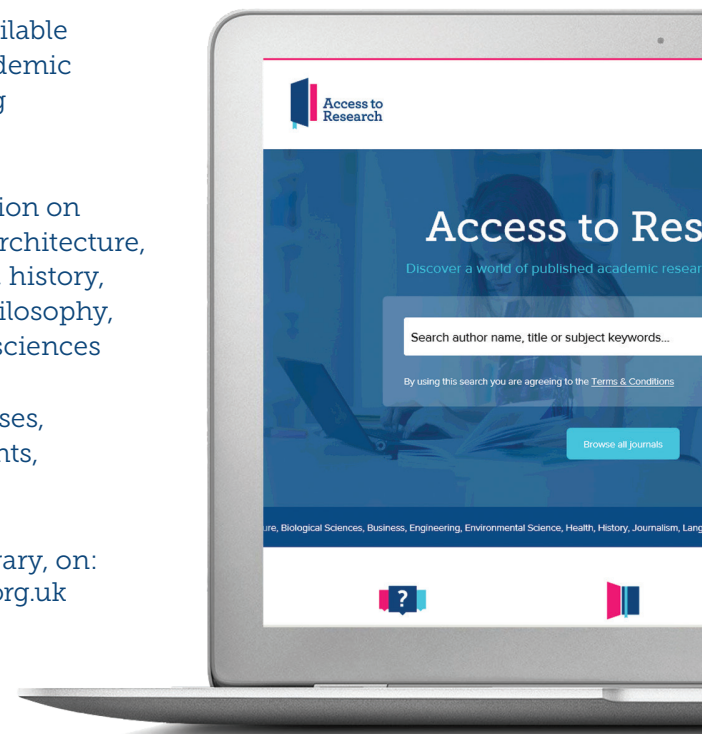 ilable
demic
g
ion on
rchitecture,
history,
ilosophy,
sciences
ses,
nts,
ary, on:
org.uk
Access to
Research
Access to Res
Discover a world of published academic resear
Search author name, title or subject keywords...
By using this search you are agreeing to the Terms & Conditions
Browse all journals
ure, Biological Sciences, Business, Engineering, Environmental Science, Health, History, Journalism, Lang
?